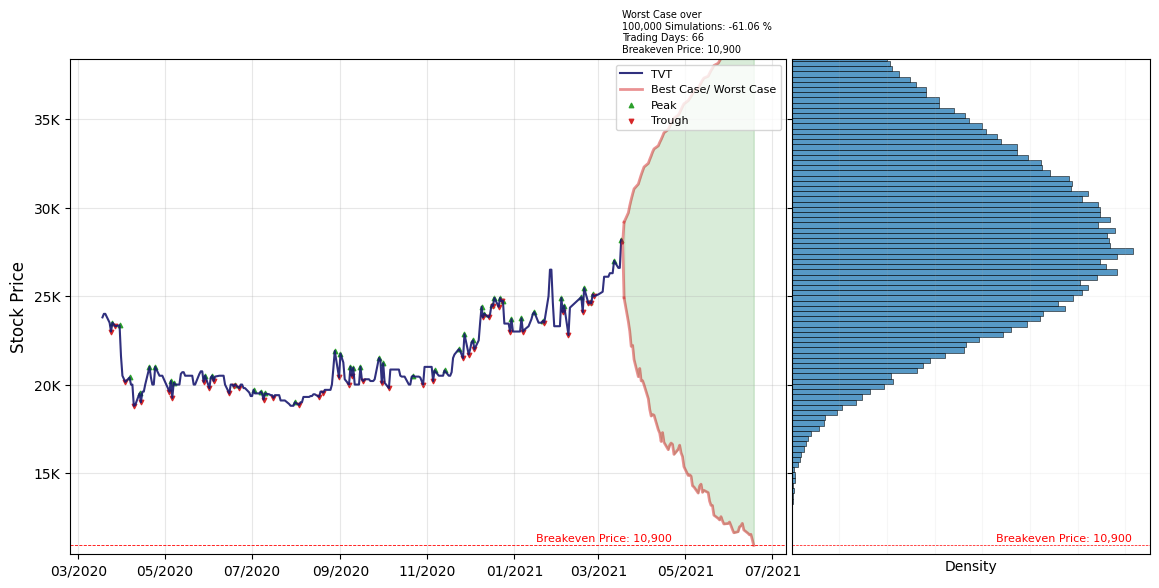 Worst Case over
100,000 Simulations: -61.06 %
Trading Days: 66
Breakeven Price: 10,900
TVT
Best Case/ Worst Case
Peak
Trough
Stock Price
35K
30K
25K
20K
15K
Breakeven Price: 10,900
Breakeven Price: 10,900
03/2020 05/2020 07/2020 09/2020 11/2020 01/2021 03/2021 05/2021 07/2021
Density